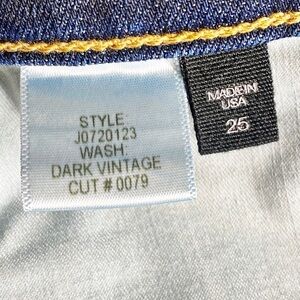 STYLE
J0720123
WASH:
DARK VINTAGE
CUT # 0079
MADE IN
USA
25